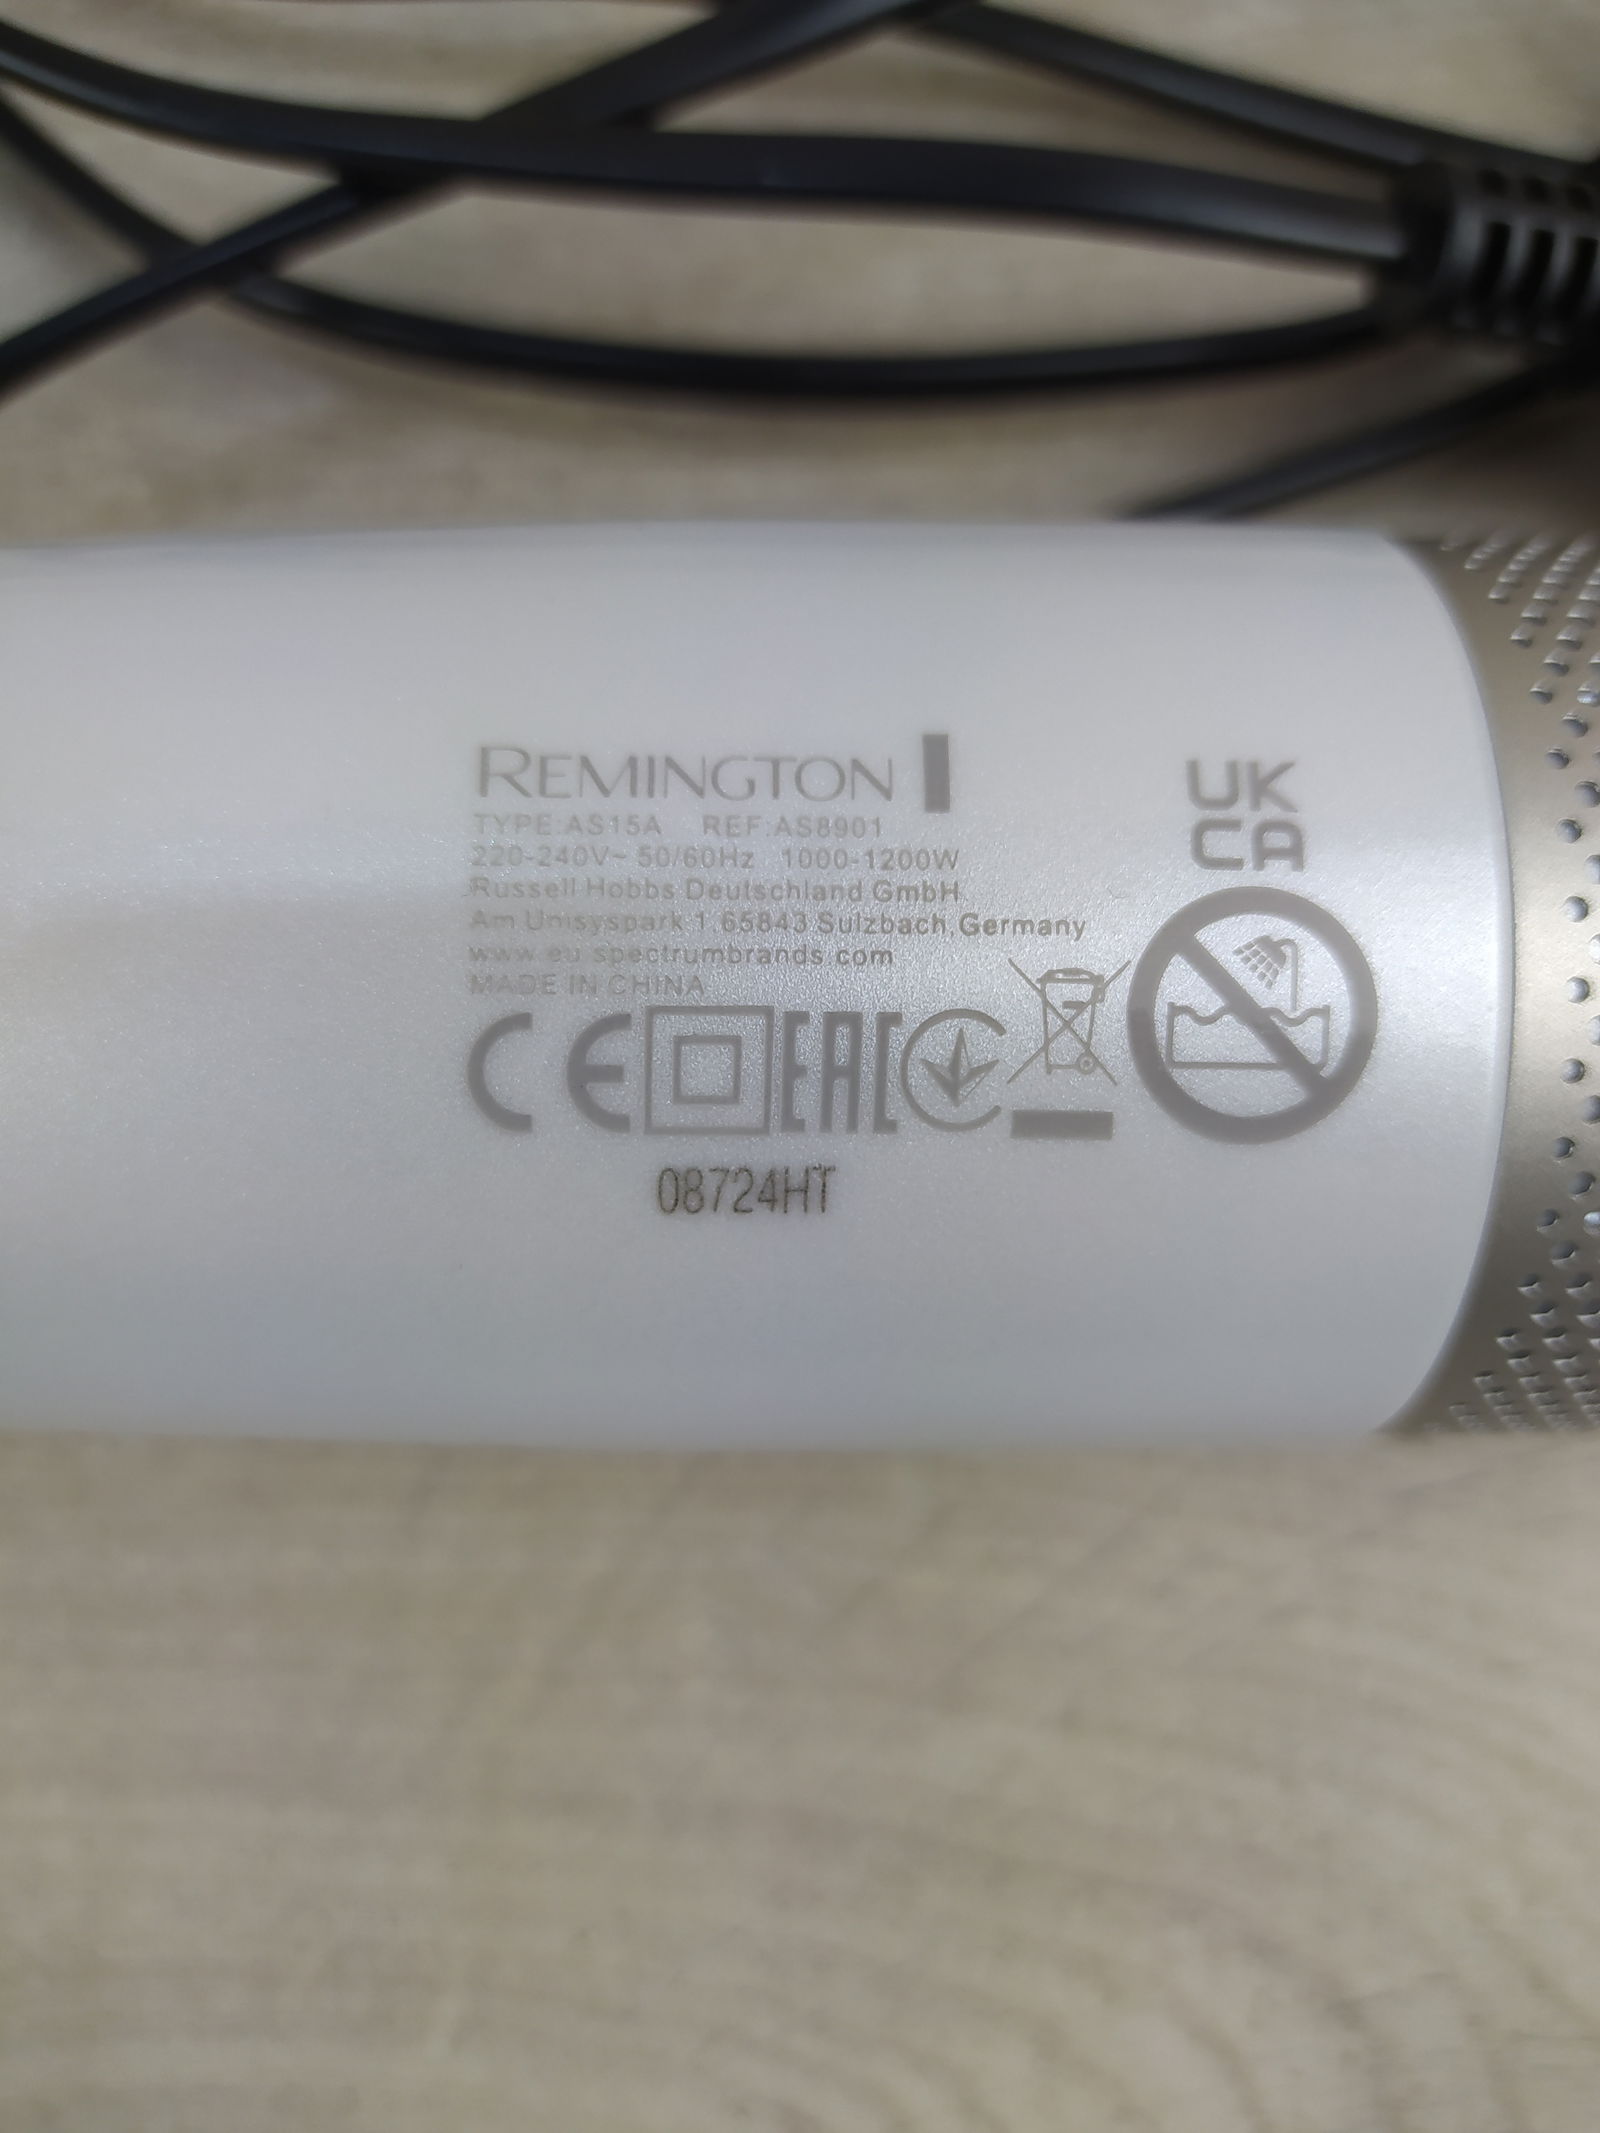 REMINGTON
TYPE:AS15A REF:AS8901
220-240V~ 50/60Hz 1000-1200W
Russell Hobbs Deutschland GmbH,
Am Unisyspark 1,65843 Sulzbach,Germany
www.eu.spectrumbrands.com
MADE IN CHINA
UK
CA
CE EAC
08724HT